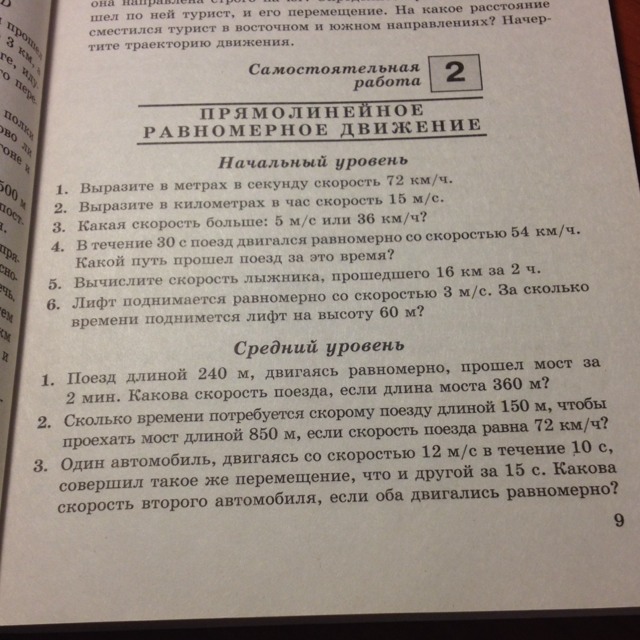 она направлена строго на
шел по ней турист, и его перемещение. На какое расстояние
сместился турист в восточном и южном направлениях? Начер-
тите траекторию движения.
Самостоятельная
работа
2
ПРЯМОЛИНЕЙНОЕ
РАВНОМЕРНОЕ ДВИЖЕНИЕ
Начальный уровень
1. Выразите в метрах в секунду скорость 72 км/ч.
2. Выразите в километрах в час скорость 15 м/с.
3. Какая скорость больше: 5 м/с или 36 км/ч?
4. В течение 30 с поезд двигался равномерно со скоростью 54 км/ч.
Какой путь прошел поезд за это время?
5. Вычислите скорость лыжника, прошедшего 16 км за 2 ч.
6. Лифт поднимается равномерно со скоростью 3 м/с. За сколько
времени поднимется лифт на высоту 60 м?
Средний уровень
1. Поезд длиной 240 м, двигаясь равномерно, прошел мост за
2 мин. Какова скорость поезда, если длина моста 360 м?
2. Сколько времени потребуется скорому поезду длиной 150 м, чтобы
проехать мост длиной 850 м, если скорость поезда равна 72 км/ч?
3. Один автомобиль, двигаясь со скоростью 12 м/с в течение 10 с,
совершил такое же перемещение, что и другой за 15 с. Какова
скорость второго автомобиля, если оба двигались равномерно?
9